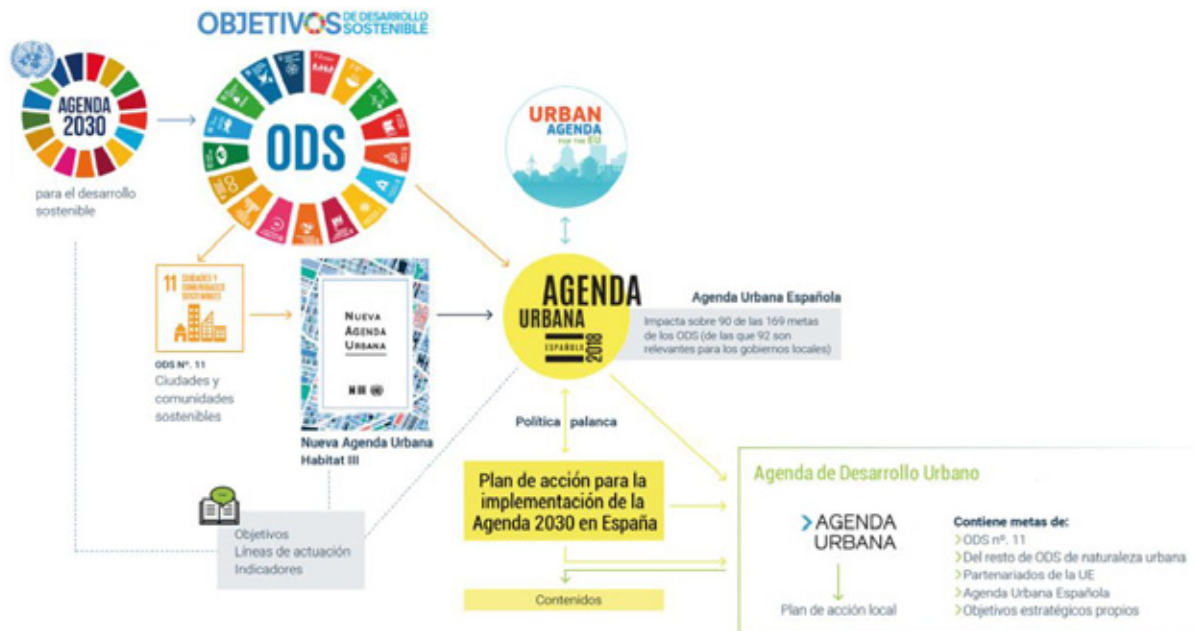 OBJETIVOS DE DESARROLLO
SOSTENIBLE
AGENDA
2030
para el desarrollo
sostenible
ODS
URBAN
AGENDA
FOR THE EU
11 CIUDADES Y
COMUNIDADES
SOSTENIBLES
ODS Nº. 11
Ciudades y
comunidades
sostenibles
NUEVA
AGENDA
URBANA
Nueva Agenda Urbana
Habitat III
AGENDA
URBANA
ESPAÑOLA
2018
Agenda Urbana Española
Impacta sobre 90 de las 169 metas
de los ODS (de las que 92 son
relevantes para los gobiernos locales)
Política palanca
Plan de acción para la
implementación de la
Agenda 2030 en España
Objetivos
Líneas de actuación
Indicadores
Contenidos
Agenda de Desarrollo Urbano
AGENDA
URBANA
Plan de acción local
Contiene metas de:
ODS nº. 11
Del resto de ODS de naturaleza urbana
Partenariados de la UE
Agenda Urbana Española
Objetivos estratégicos propios